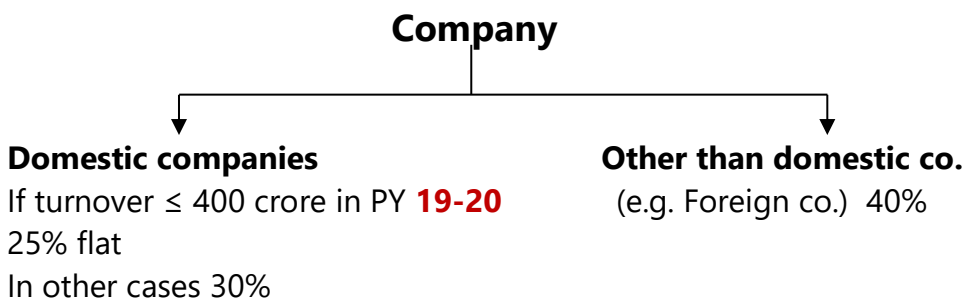 Company
Domestic companies
If turnover ≤ 400 crore in PY 19-20
25% flat
In other cases 30%
Other than domestic co.
(e.g. Foreign co.) 40%